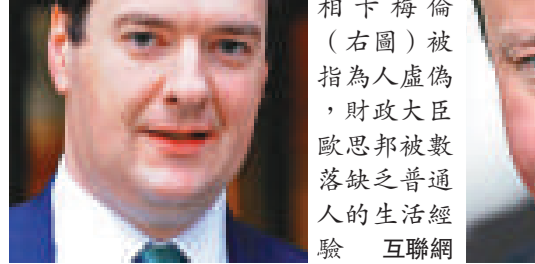 相卡梅倫
（右圖）被
指為人虛偽
，財政大臣
歐思邦被數
落缺乏普通
人的生活經
驗　互聯網